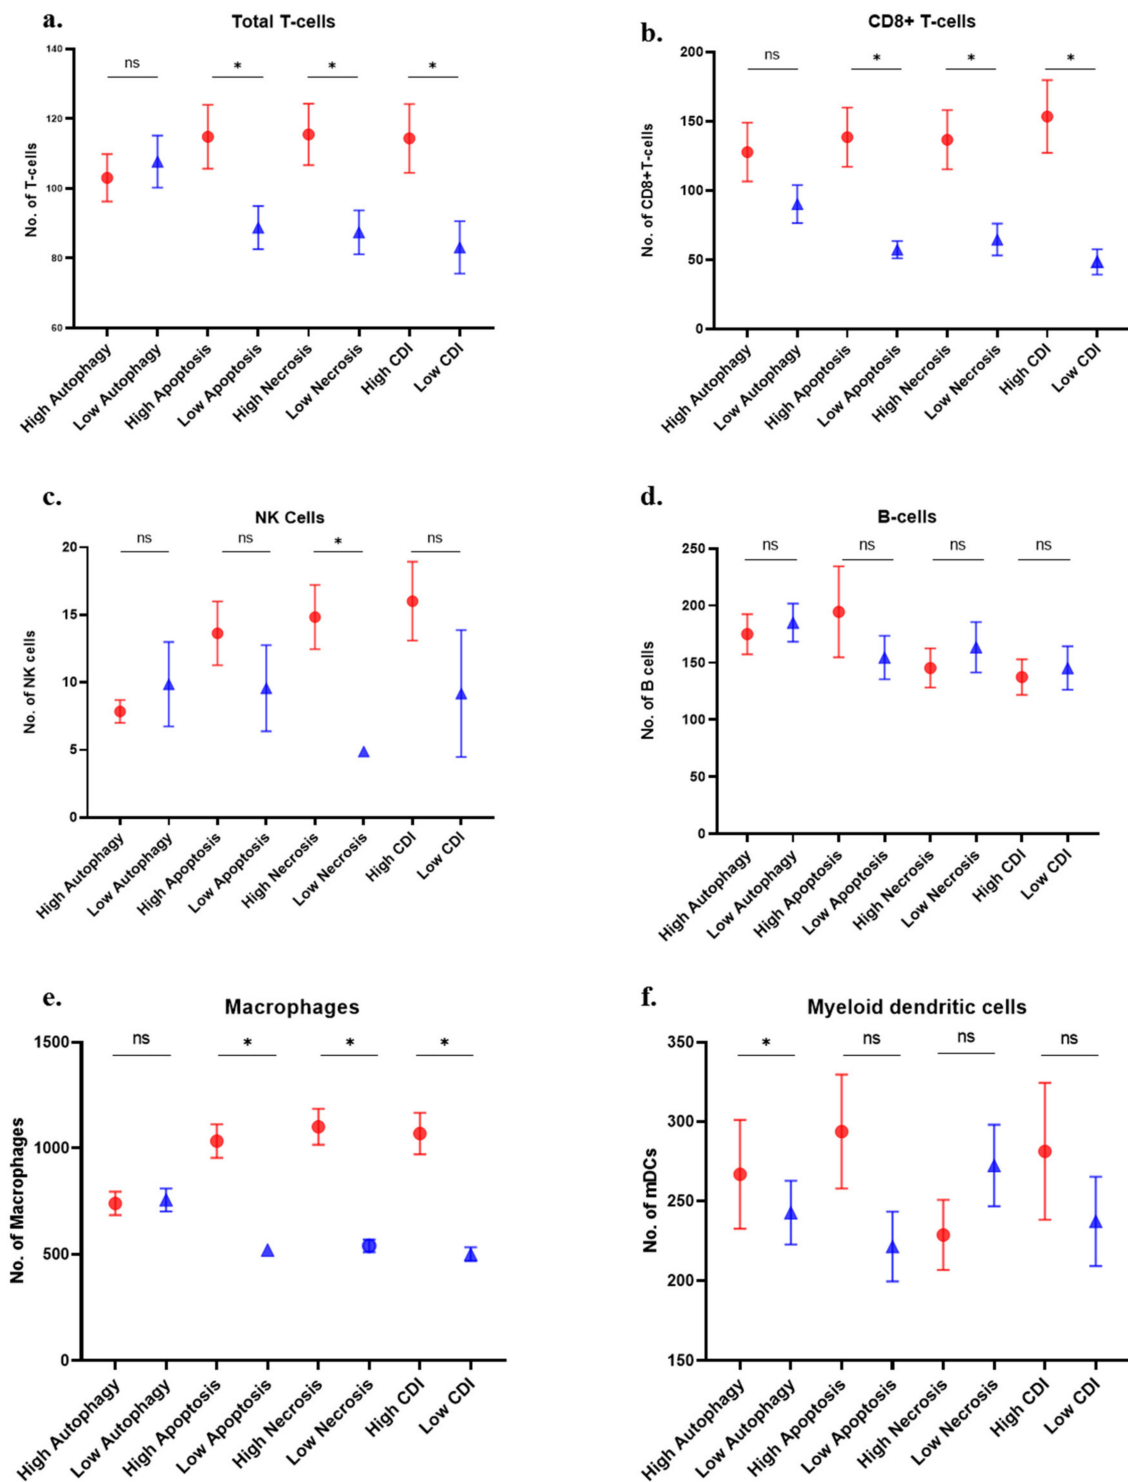 a.
Total T-cells
No. of T-cells
140
120
100
80
60
ns
*
*
*
High Autophagy
Low Autophagy
High Apoptosis
Low Apoptosis
High Necrosis
Low Necrosis
High CDI
Low CDI
b.
CD8+ T-cells
No. of CD8+T-cells
200
150
100
50
0
ns
*
*
*
High Autophagy
Low Autophagy
High Apoptosis
Low Apoptosis
High Necrosis
Low Necrosis
High CDI
Low CDI
c.
NK Cells
No. of NK cells
20
15
10
5
0
ns
ns
*
ns
High Autophagy
Low Autophagy
High Apoptosis
Low Apoptosis
High Necrosis
Low Necrosis
High CDI
Low CDI
d.
B-cells
No. of B cells
250
200
150
100
50
0
ns
ns
ns
ns
High Autophagy
Low Autophagy
High Apoptosis
Low Apoptosis
High Necrosis
Low Necrosis
High CDI
Low CDI
e.
Macrophages
No. of Macrophages
1500
1000
500
0
ns
*
*
*
High Autophagy
Low Autophagy
High Apoptosis
Low Apoptosis
High Necrosis
Low Necrosis
High CDI
Low CDI
f.
Myeloid dendritic cells
No. of mDCs
350
300
250
200
150
*
ns
ns
ns
High Autophagy
Low Autophagy
High Apoptosis
Low Apoptosis
High Necrosis
Low Necrosis
High CDI
Low CDI